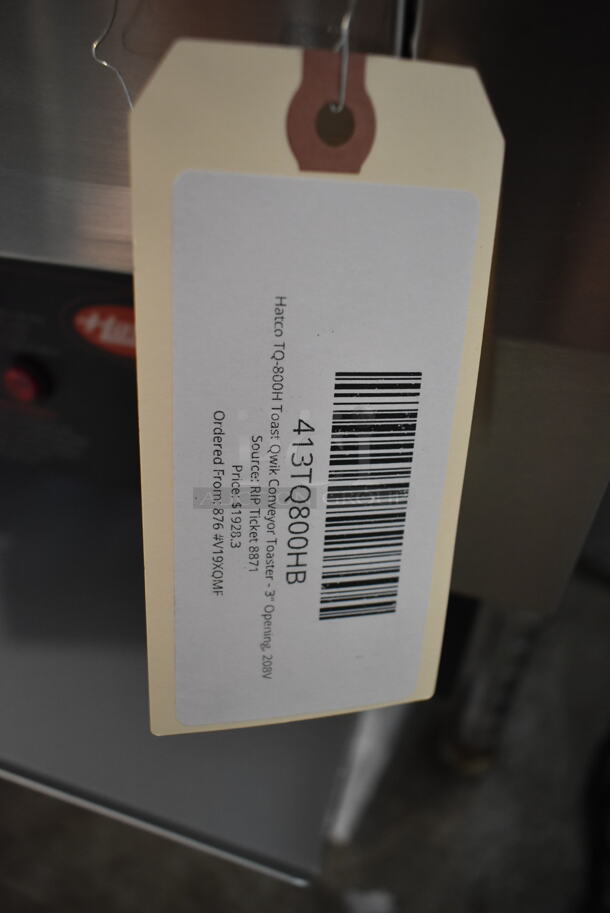 413TQ800HB
Hatco TQ-800H Toast Qwik Conveyor Toaster - 3" Opening, 208V
Source: RIP Ticket 8871
Price: $1928.3
Ordered From: 876 #V19XQMF